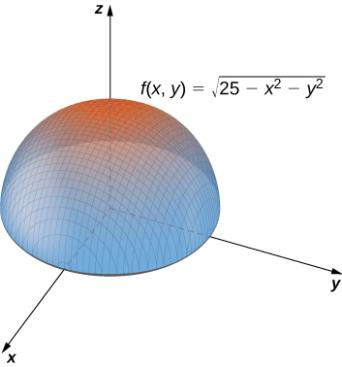 z
f(x, y) = √25 − x² − y²
y
x